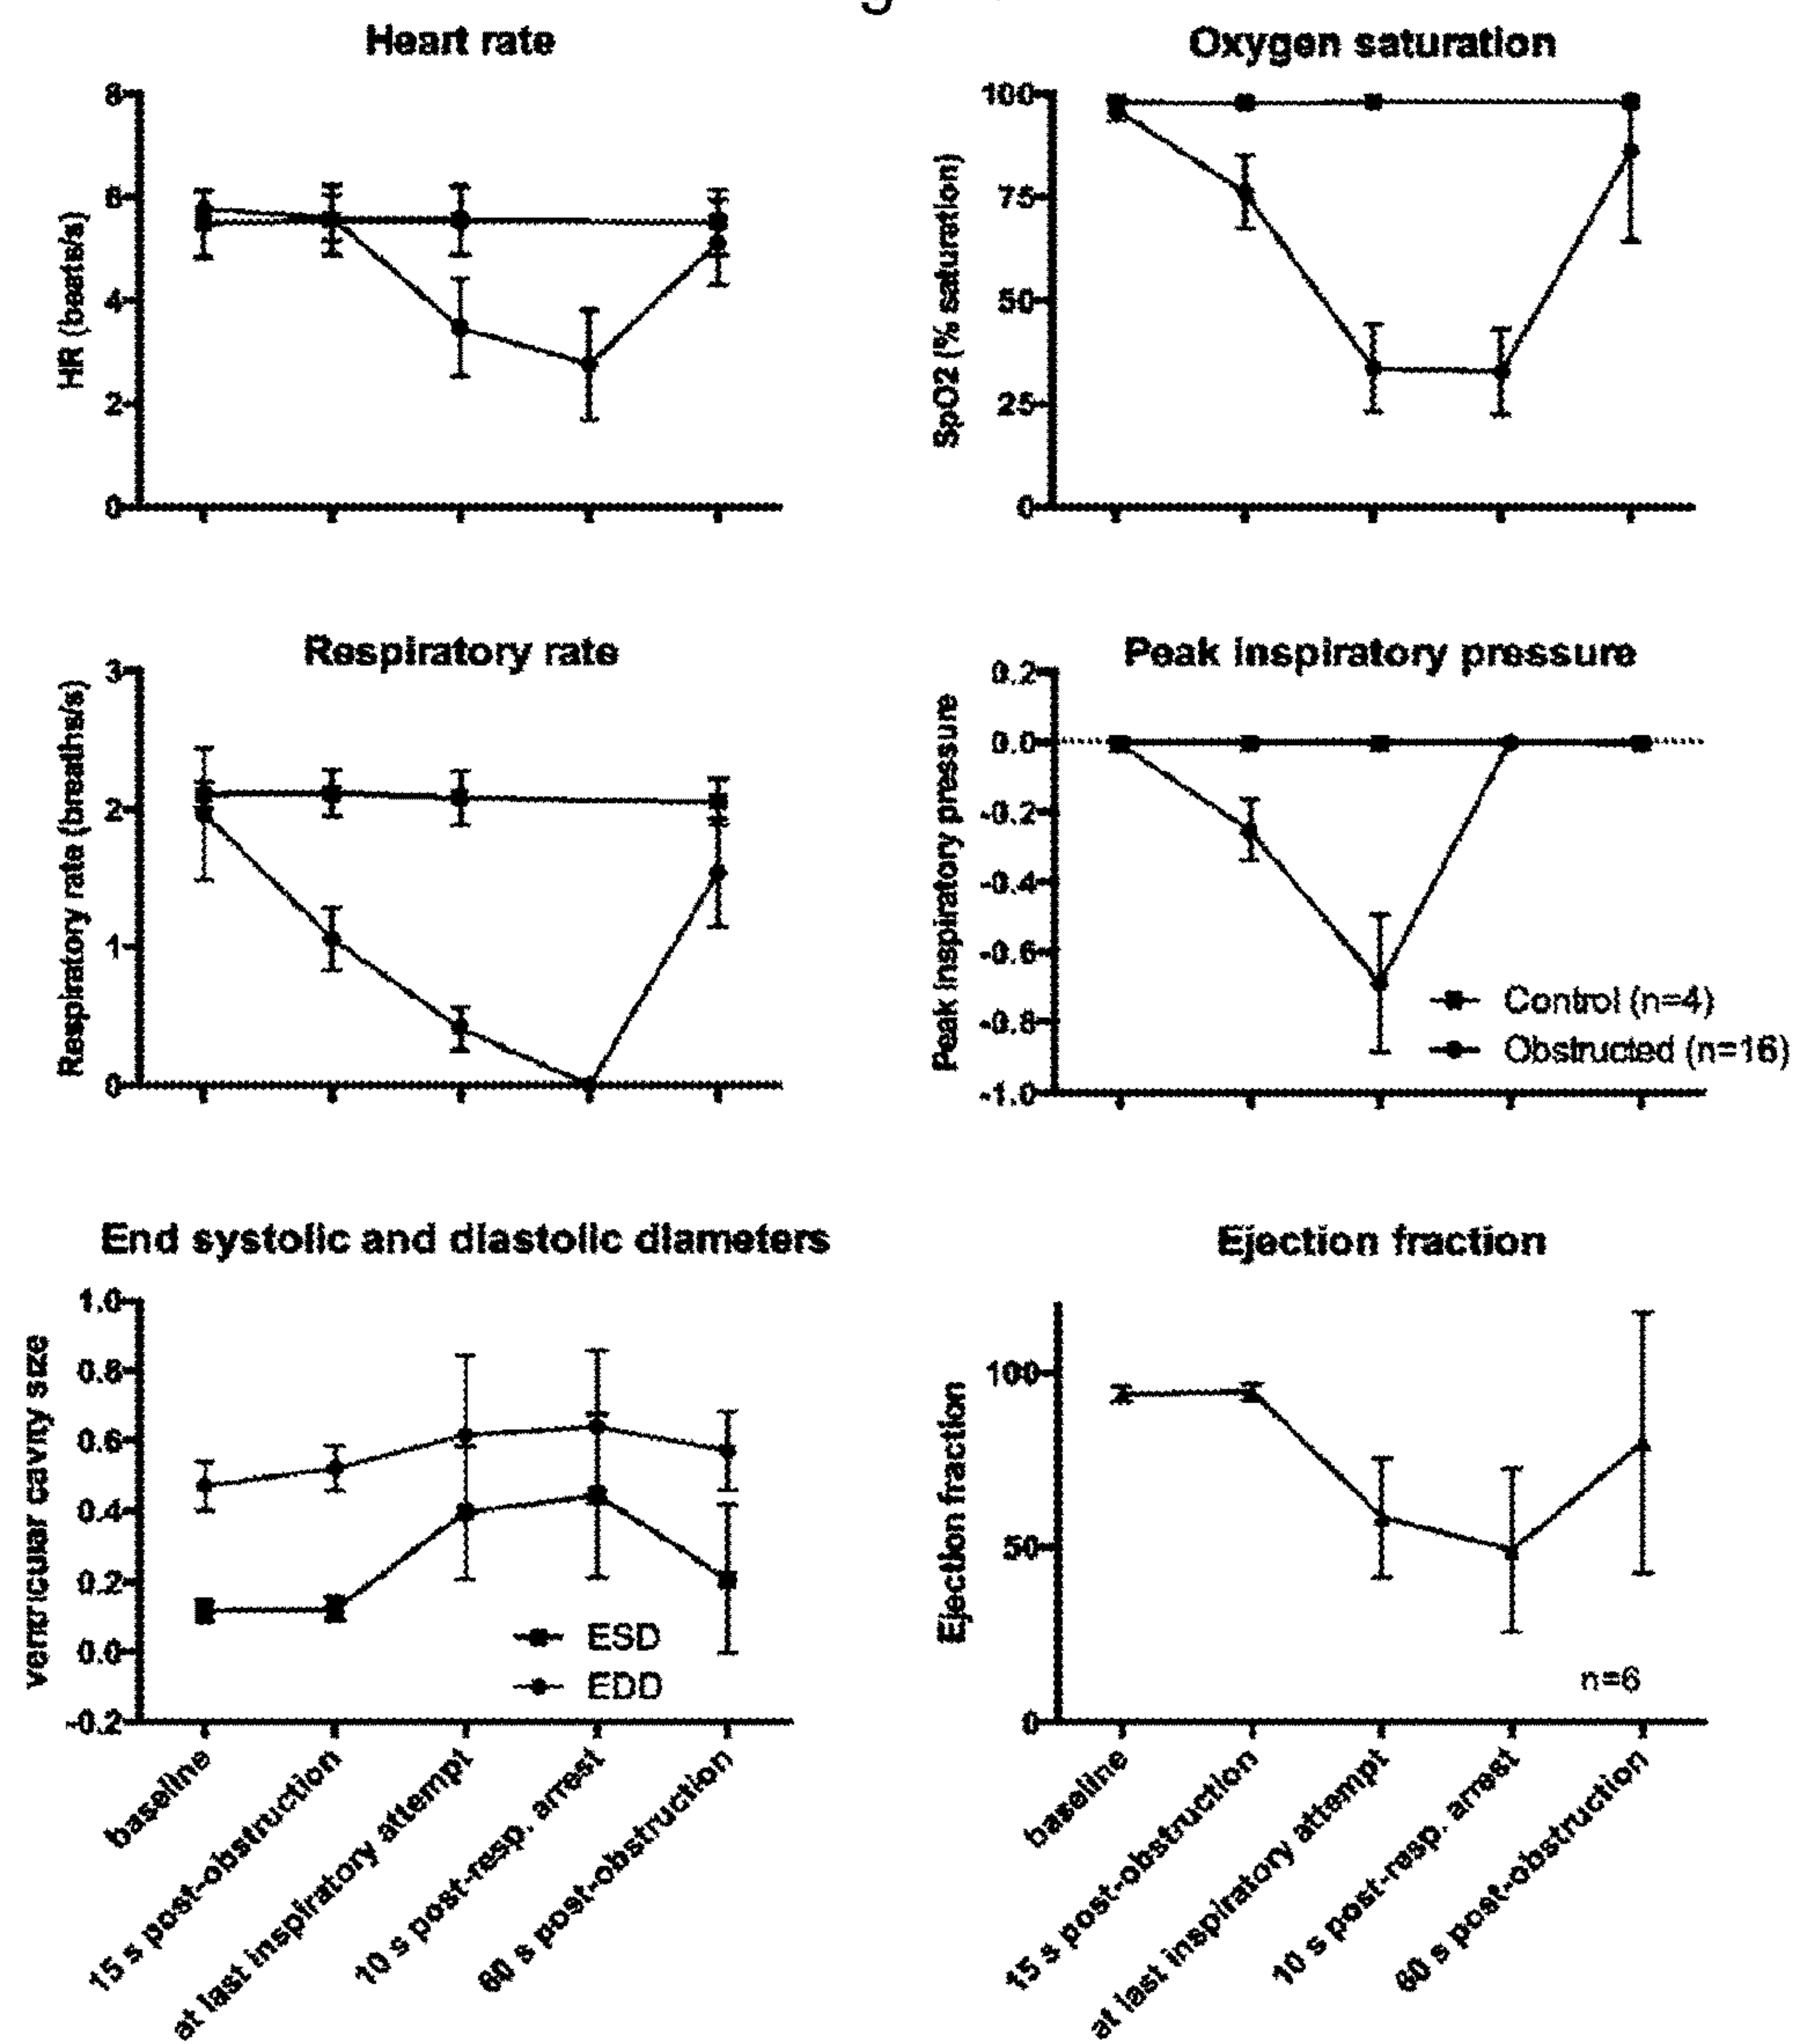 Heart rate
8
6
4
2
0
HR (beats/s)
Oxygen saturation
100
75
50
25
0
SpO2 (% saturation)
Respiratory rate
3
2
1
0
Respiratory rate (breaths/s)
Peak inspiratory pressure
0.2
0.0
-0.2
-0.4
-0.6
-0.8
-1.0
Peak inspiratory pressure
Control (n=4)
Obstructed (n=16)
End systolic and diastolic diameters
1.0
0.8
0.6
0.4
0.2
0.0
-0.2
ventricular cavity size
ESD
EDD
baseline
15 s post-obstruction
at last inspiratory attempt
10 s post-resp. arrest
60 s post-obstruction
Ejection fraction
100
50
0
Ejection fraction
n=6
baseline
15 s post-obstruction
at last inspiratory attempt
10 s post-resp. arrest
60 s post-obstruction